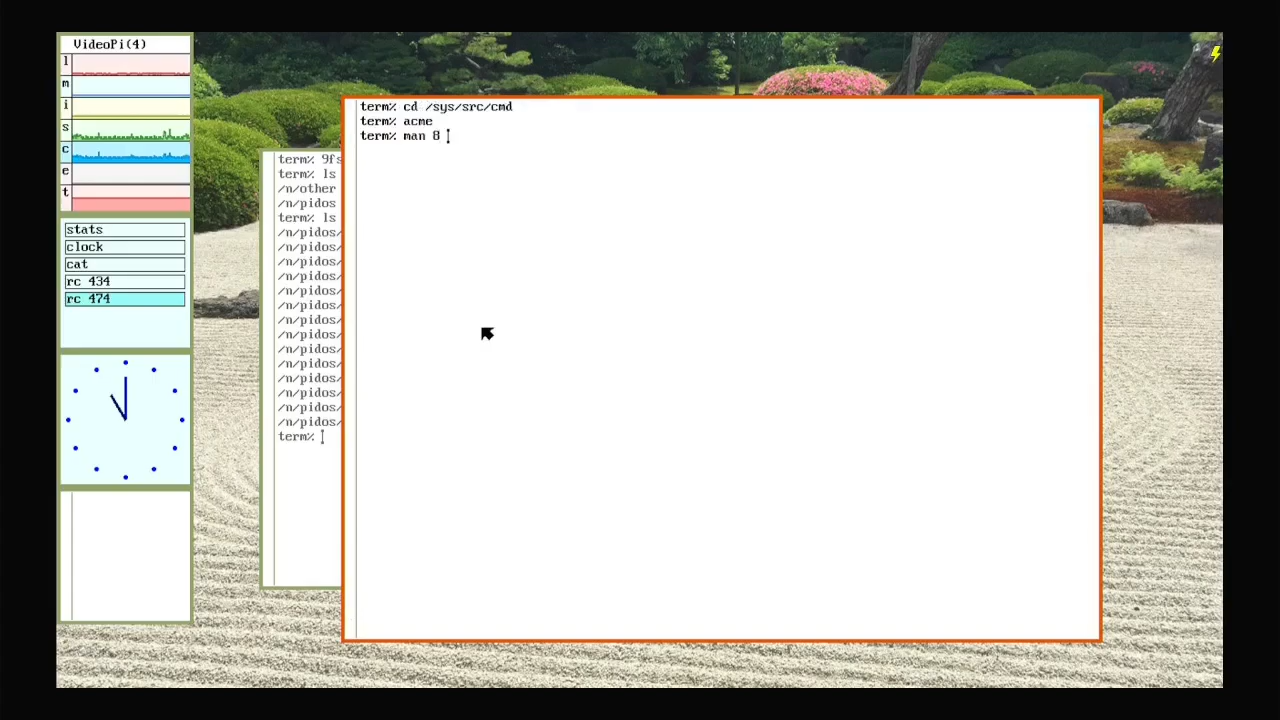 VideoPi(4)
l
m
i
s
c
e
t
stats
clock
cat
rc 434
rc 474
term% 9fs
term% ls
/n/other
/n/pidos
term% ls
/n/pidos/
/n/pidos/
/n/pidos/
/n/pidos/
/n/pidos/
/n/pidos/
/n/pidos/
/n/pidos/
/n/pidos/
/n/pidos/
/n/pidos/
/n/pidos/
/n/pidos/
/n/pidos/
term%
term% cd /sys/src/cmd
term% acme
term% man 8